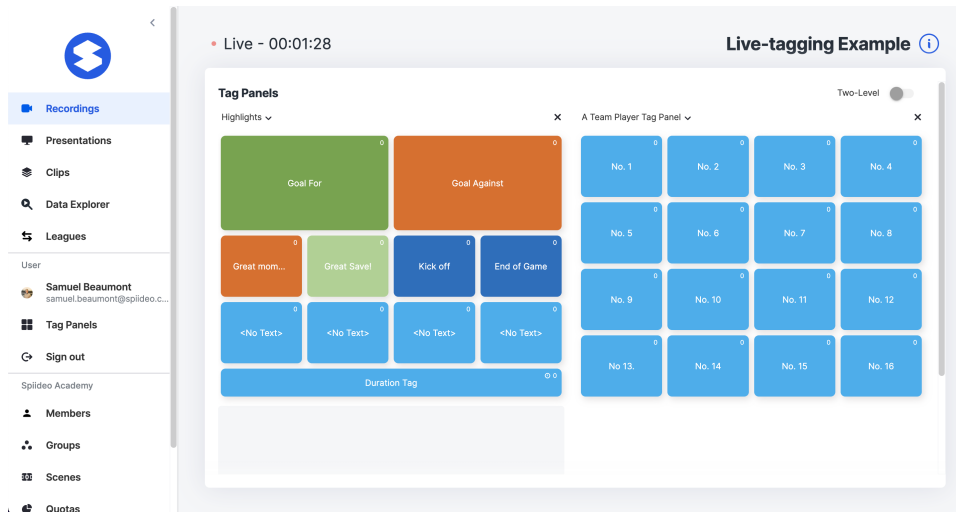 Live - 00:01:28
Live-tagging Example
Recordings
Presentations
Clips
Data Explorer
Leagues
User
Samuel Beaumont
samuel.beaumont@spiideo.c...
Tag Panels
Sign out
Spiideo Academy
Members
Groups
Scenes
Quotas
Tag Panels
Two-Level
Highlights
A Team Player Tag Panel
0
Goal For
0
Goal Against
0
Great mom...
0
Great Save!
0
Kick off
0
End of Game
0
<No Text>
0
<No Text>
0
<No Text>
0
<No Text>
Duration Tag
0
0
No. 1
0
No. 2
0
No. 3
0
No. 4
0
No. 5
0
No. 6
0
No. 7
0
No. 8
0
No. 9
0
No. 10
0
No. 11
0
No. 12
0
No 13.
0
No. 14
0
No. 15
0
No. 16